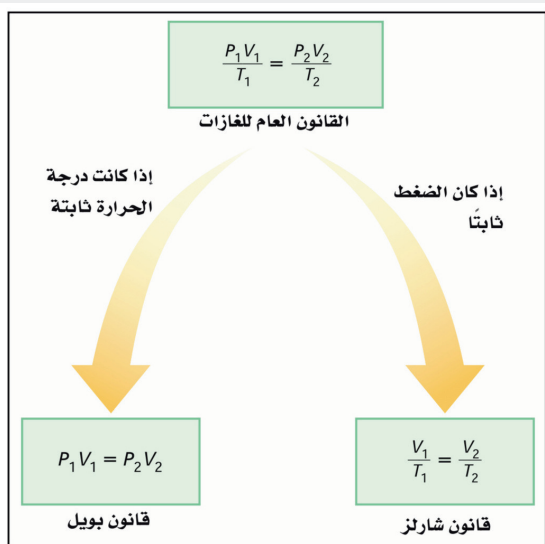 P₁V₁/T₁ = P₂V₂/T₂
القانون العام للغازات
إذا كان الضغط
ثابتًا
إذا كانت درجة
الحرارة ثابتة
V₁/T₁ = V₂/T₂
قانون شارلز
P₁V₁ = P₂V₂
قانون بويل